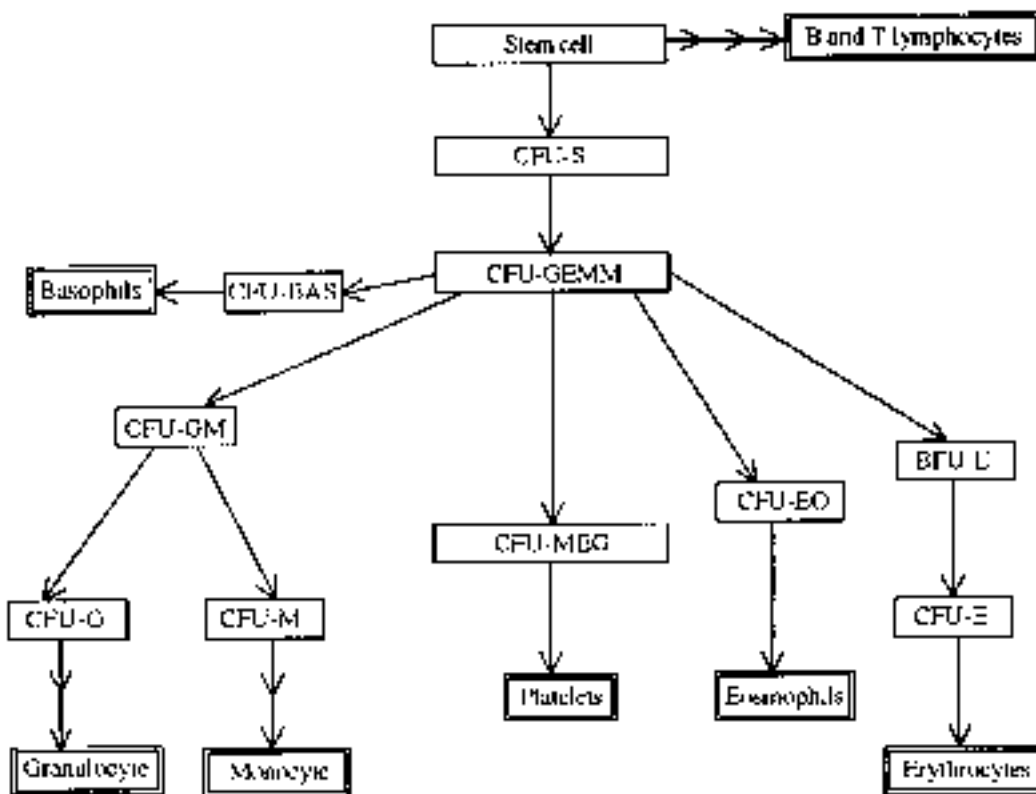 Stem cell
B and T lymphocytes
CFU-S
CFU-GEMM
Basophils
CFU-BAS
CFU-GM
CFU-EO
CFU-MEG
CFU-G
CFU-M
CFU-E
Platelets
Eosinophils
Granulocyte
Monocyte
Erythrocytes